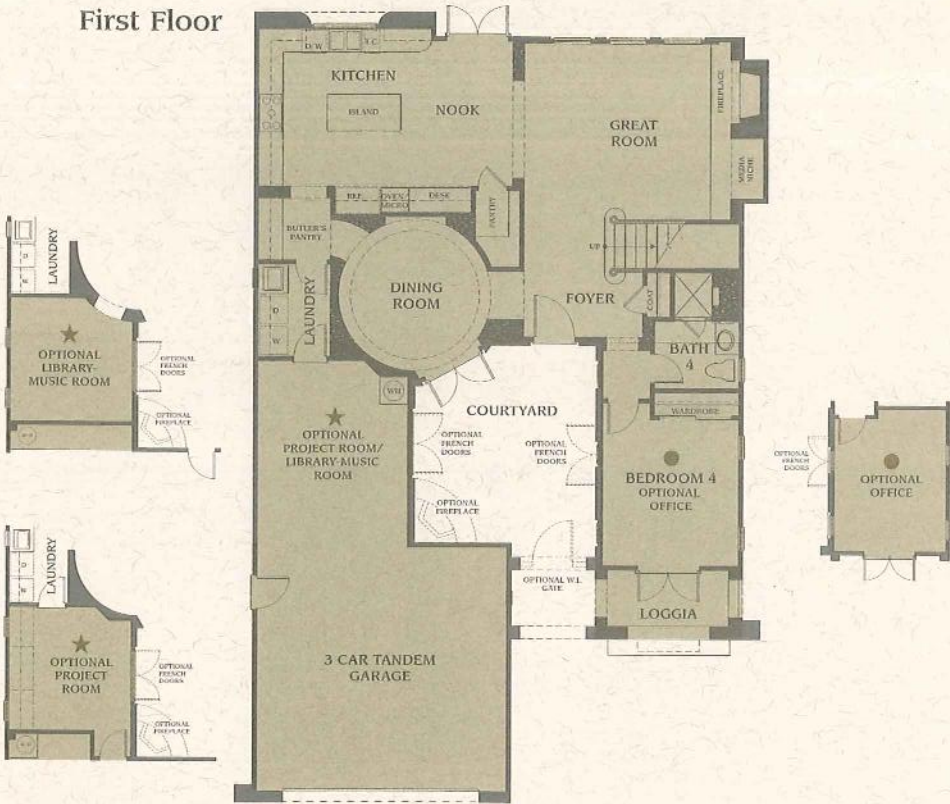 First Floor
D/W
T.C.
KITCHEN
ISLAND
NOOK
GREAT
ROOM
FIREPLACE
MEDIA
NICHE
REF.
OVEN/
MICRO
DESK
PANTRY
BUTLER'S
PANTRY
UP
LAUNDRY
D
W
DINING
ROOM
FOYER
COAT
BATH
4
WARDROBE
WH
COURTYARD
OPTIONAL
PROJECT ROOM/
LIBRARY-MUSIC
ROOM
OPTIONAL
FRENCH
DOORS
OPTIONAL
FRENCH
DOORS
OPTIONAL
FIREPLACE
BEDROOM 4
OPTIONAL
OFFICE
OPTIONAL W.I.
GATE
LOGGIA
3 CAR TANDEM
GARAGE
LAUNDRY
D
OPTIONAL
LIBRARY-
MUSIC ROOM
OPTIONAL
FRENCH
DOORS
OPTIONAL
FIREPLACE
LAUNDRY
OPTIONAL
PROJECT
ROOM
OPTIONAL
FRENCH
DOORS
OPTIONAL
FIREPLACE
OPTIONAL
FRENCH
DOORS
OPTIONAL
OFFICE